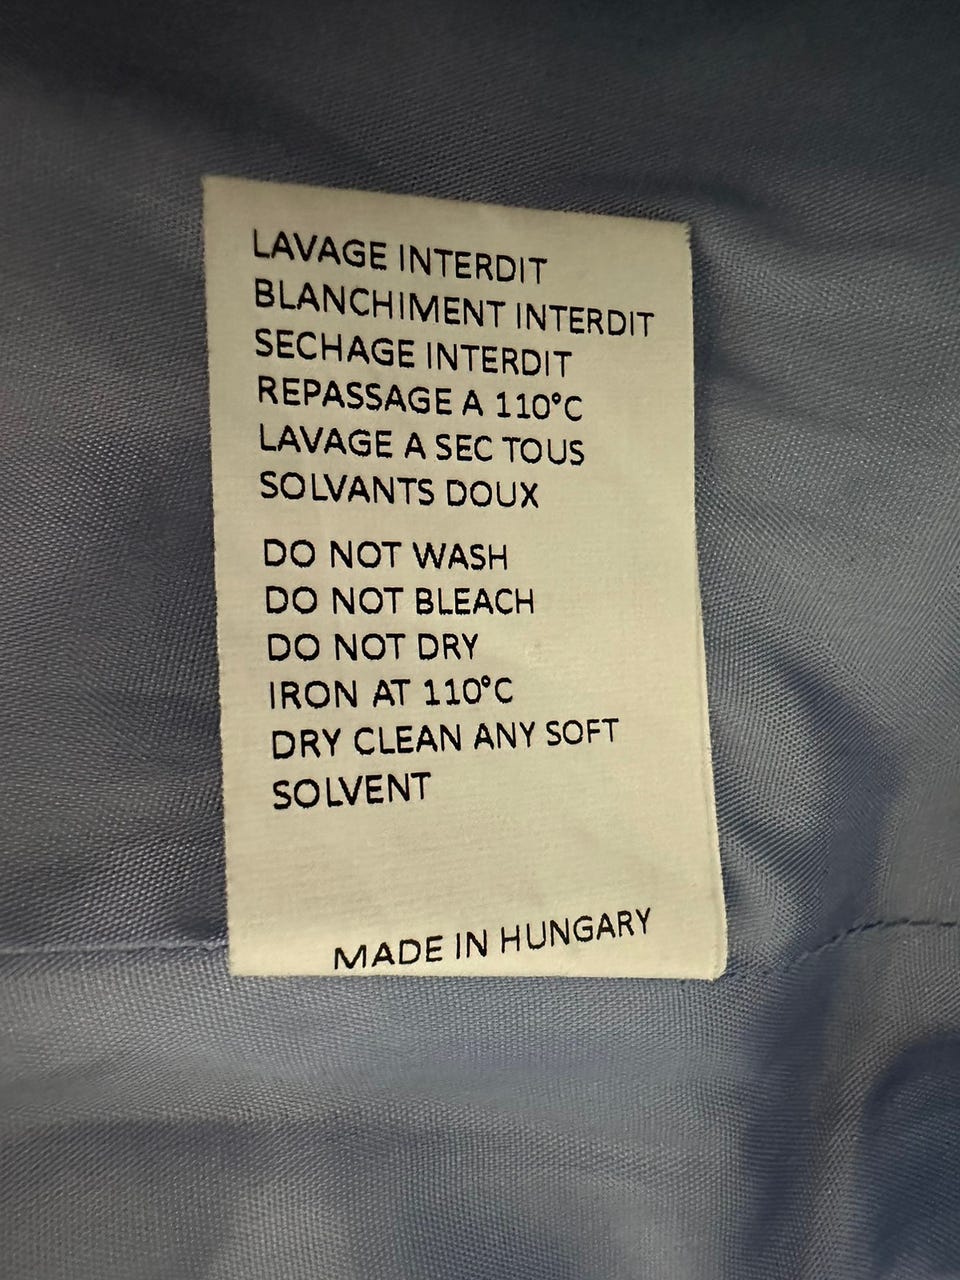 LAVAGE INTERDIT
BLANCHIMENT INTERDIT
SECHAGE INTERDIT
REPASSAGE A 110°C
LAVAGE A SEC TOUS
SOLVANTS DOUX
DO NOT WASH
DO NOT BLEACH
DO NOT DRY
IRON AT 110°C
DRY CLEAN ANY SOFT
SOLVENT
MADE IN HUNGARY